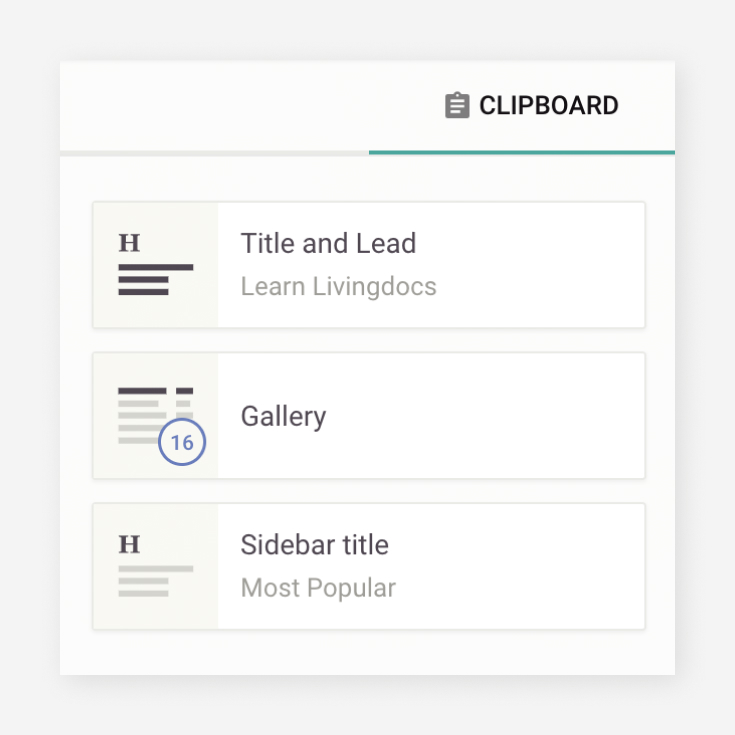 CLIPBOARD
H
Title and Lead
Learn Livingdocs
16
Gallery
H
Sidebar title
Most Popular